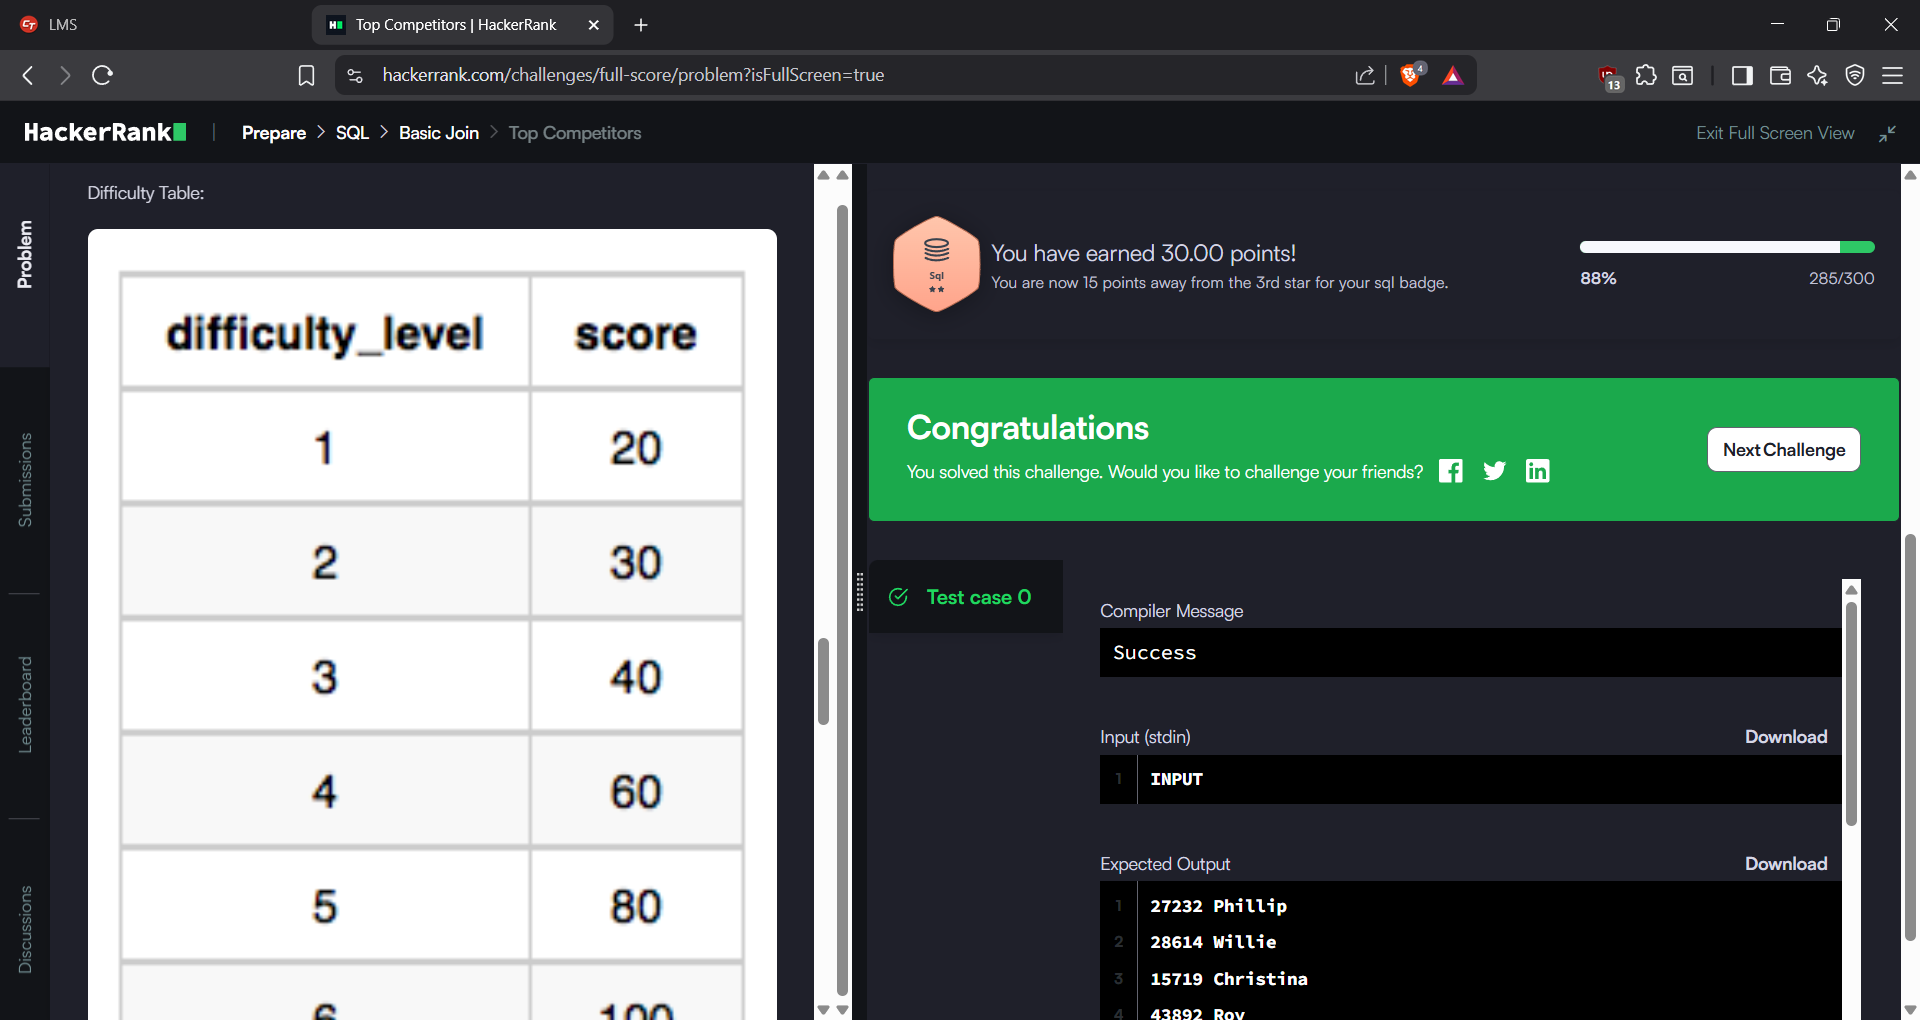 LMS
Top Competitors | HackerRank
hackerrank.com/challenges/full-score/problem?isFullScreen=true
4
13
HackerRank
Prepare > SQL > Basic Join > Top Competitors
Exit Full Screen View
Problem
Submissions
Leaderboard
Discussions
Difficulty Table:
difficulty_level score
1 20
2 30
3 40
4 60
5 80
6 100
Sql
You have earned 30.00 points!
You are now 15 points away from the 3rd star for your sql badge.
88% 285/300
Congratulations
You solved this challenge. Would you like to challenge your friends?
Next Challenge
Test case 0
Compiler Message
Success
Input (stdin) Download
1 INPUT
Expected Output Download
1 27232 Phillip
2 28614 Willie
3 15719 Christina
4 43892 Roy